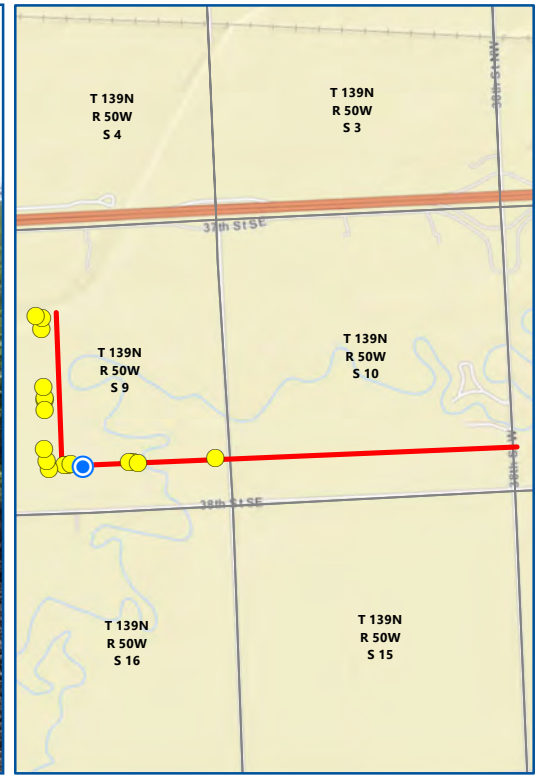 T 139N
R 50W
S 4
T 139N
R 50W
S 3
37th St SE
T 139N
R 50W
S 9
T 139N
R 50W
S 10
38th St SE
T 139N
R 50W
S 16
T 139N
R 50W
S 15